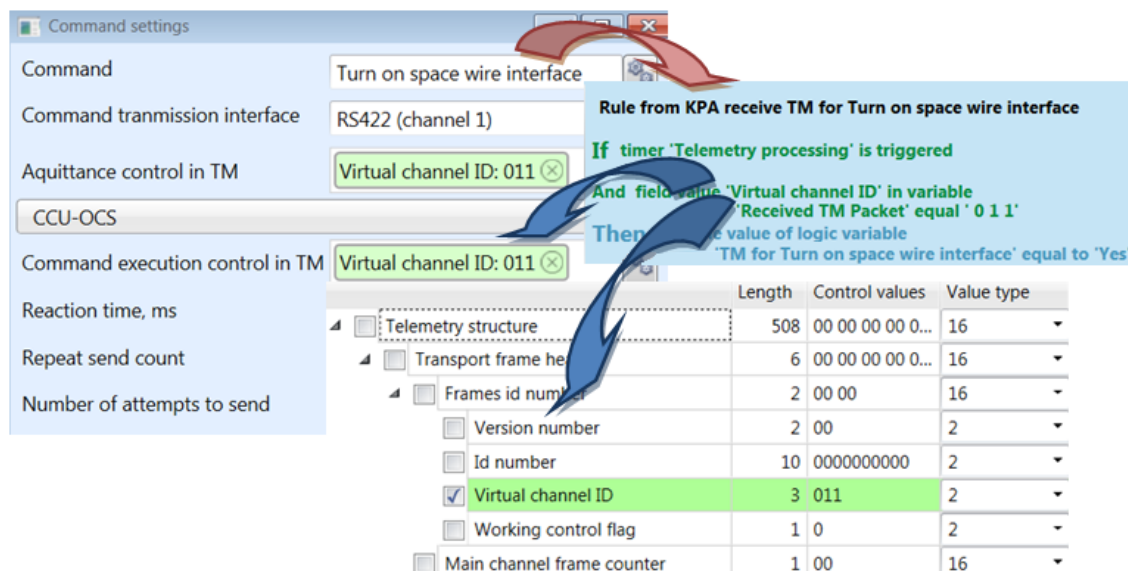 Command settings
Command
Turn on space wire interface
Command tranmission interface
RS422 (channel 1)
Aquittance control in TM
Virtual channel ID: 011
CCU-OCS
Command execution control in TM
Virtual channel ID: 011
Reaction time, ms
Repeat send count
Number of attempts to send
Rule from KPA receive TM for Turn on space wire interface
If timer 'Telemetry processing' is triggered
And field value 'Virtual channel ID' in variable
'Received TM Packet' equal ' 0 1 1'
Then value of logic variable
'TM for Turn on space wire interface' equal to 'Yes'
Length Control values Value type
Telemetry structure 508 00 00 00 00 0... 16
Transport frame 6 00 00 00 00 0... 16
Frames id number 2 00 00 16
Version number 2 00 2
Id number 10 0000000000 2
Virtual channel ID 3 011 2
Working control flag 1 0 2
Main channel frame counter 1 00 16